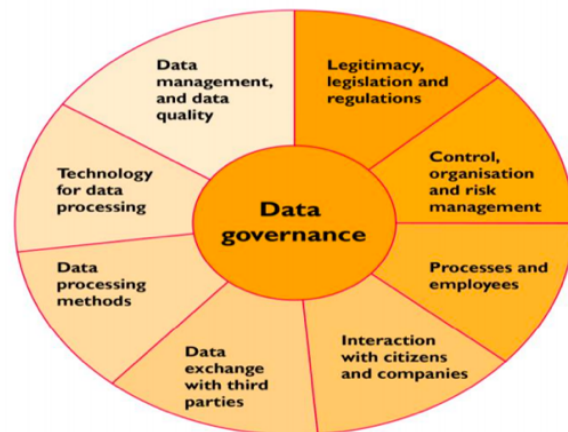 Data
management,
and data
quality
Legitimacy,
legislation and
regulations
Technology
for data
processing
Control,
organisation
and risk
management
Data
governance
Data
processing
methods
Processes and
employees
Data
exchange
with third
parties
Interaction
with citizens
and companies